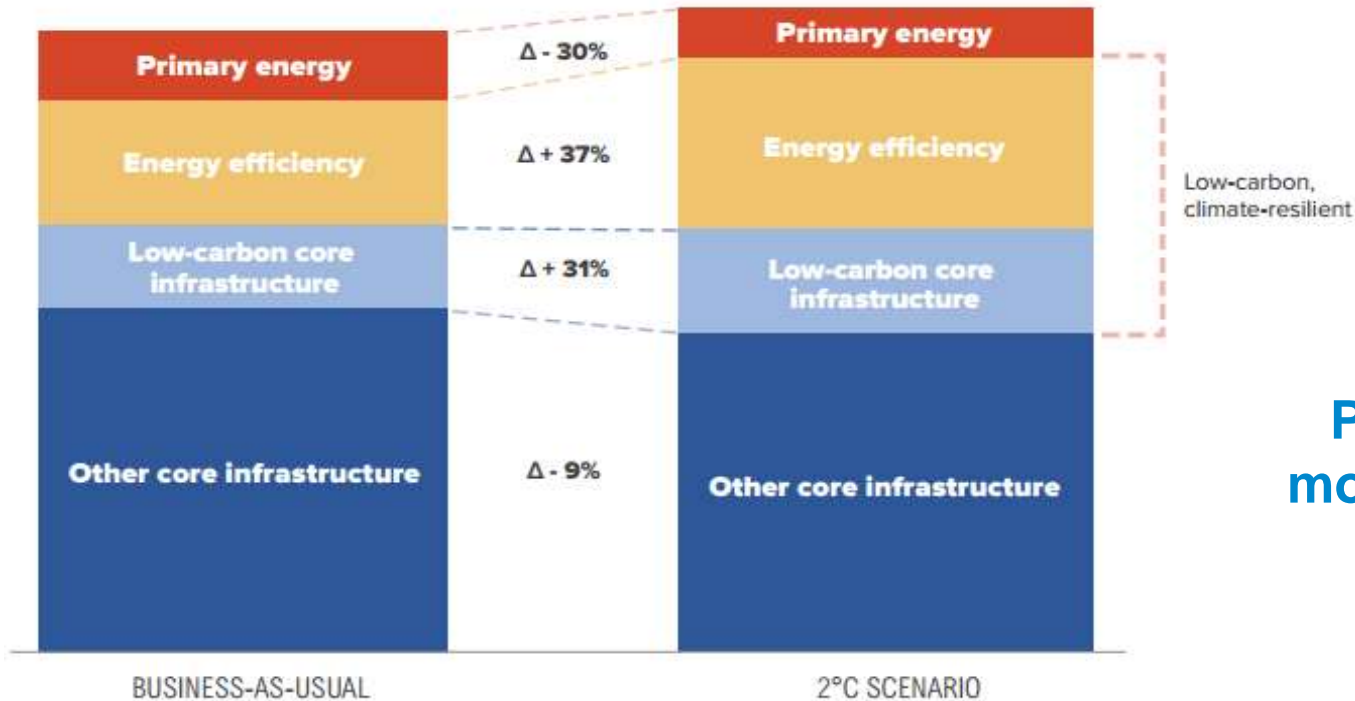 Primary energy
Energy efficiency
Low-carbon core
infrastructure
Other core infrastructure
BUSINESS-AS-USUAL
Δ - 30%
Δ + 37%
Δ + 31%
Δ - 9%
Primary energy
Energy efficiency
Low-carbon core
infrastructure
Other core infrastructure
2°C SCENARIO
Low-carbon,
climate-resilient